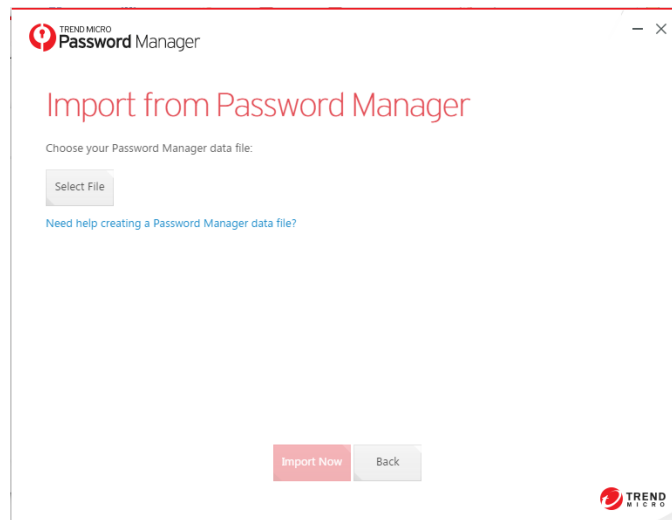 TREND MICRO
Password Manager
Import from Password Manager
Choose your Password Manager data file:
Select File
Need help creating a Password Manager data file?
Import Now
Back
TREND
MICRO